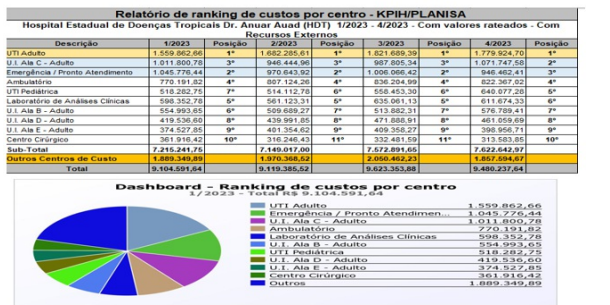 Relatório de ranking de custos por centro - KPIH/PLANISA
Hospital Estadual de Doenças Tropicais Dr. Anuar Auad (HDT) 1/2023 - 4/2023 - Com valores rateados - Com
Recursos Externos
Descrição 1/2023 Posição 2/2023 Posição 3/2023 Posição 4/2023 Posição
UTI Adulto 1.559.862,66 1º 1.682.285,61 1º 1.821.689,39 1º 1.779.924,70 1º
U.I. Ala C - Adulto 1.011.800,78 3º 946.444,96 3º 987.805,34 3º 1.071.747,58 2º
Emergência / Pronto Atendimento 1.045.776,44 2º 970.643,92 2º 1.006.066,42 2º 946.462,41 3º
Ambulatório 770.191,82 4º 807.124,26 4º 836.204,99 4º 822.367,02 4º
UTI Pediátrica 518.282,75 7º 514.112,78 6º 558.453,30 6º 640.077,28 5º
Laboratório de Análises Clínicas 598.352,78 5º 561.123,31 5º 635.061,13 5º 611.674,33 6º
U.I. Ala B - Adulto 554.993,65 6º 509.689,27 7º 513.882,31 7º 576.789,41 7º
U.I. Ala D - Adulto 419.536,60 8º 439.991,85 8º 471.888,91 8º 461.059,69 8º
U.I. Ala E - Adulto 374.527,85 9º 401.354,62 9º 409.358,27 9º 398.956,71 9º
Centro Cirúrgico 361.916,42 10º 316.246,43 11º 332.481,59 11º 313.583,85 10º
Sub-Total 7.215.241,75 7.149.017,00 7.572.891,65 7.622.642,97
Outros Centros de Custo 1.889.349,89 1.970.368,52 2.050.462,23 1.857.594,67
Total 9.104.591,64 9.119.385,52 9.623.353,88 9.480.237,64
Dashboard - Ranking de custos por centro
1/2023 - Total R$ 9.104.591,64
UTI Adulto 1.559.862,66
Emergência / Pronto Atendimen... 1.045.776,44
U.I. Ala C - Adulto 1.011.800,78
Ambulatório 770.191,82
Laboratório de Análises Clínicas 598.352,78
U.I. Ala B - Adulto 554.993,65
UTI Pediátrica 518.282,75
U.I. Ala D - Adulto 419.536,60
U.I. Ala E - Adulto 374.527,85
Centro Cirúrgico 361.916,42
Outros 1.889.349,89